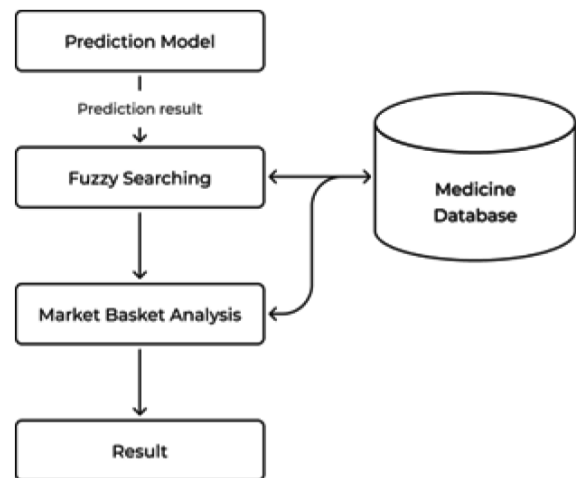 Prediction Model
Prediction result
Fuzzy Searching
Medicine
Database
Market Basket Analysis
Result